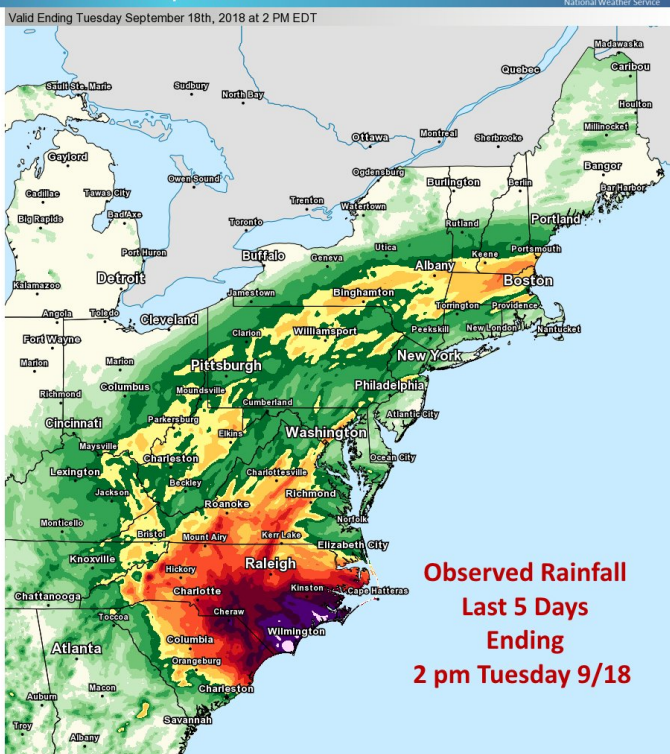 National Weather Service
Valid Ending Tuesday September 18th, 2018 at 2 PM EDT
Madawaska
Quebec
Caribou
Sault Ste. Marie
Sudbury
North Bay
Houlton
Millinocket
Ottawa
Montreal
Sherbrooke
Gaylord
Bangor
Ogdensburg
Owen Sound
Burlington
Berlin
Bar Harbor
Cadillac
Tawas City
Trenton
Watertown
Big Rapids
Bad Axe
Toronto
Rutland
Portland
Utica
Portsmouth
Port Huron
Buffalo
Geneva
Keene
Albany
Detroit
Boston
Kalamazoo
Jamestown
Binghamton
Angola
Toledo
Cleveland
Torrington
Providence
Clarion
Williamsport
Peekskill
New London
Nantucket
Fort Wayne
Marion
Marion
Pittsburgh
New York
Richmond
Columbus
Moundsville
Philadelphia
Cumberland
Atlantic City
Cincinnati
Parkersburg
Elkins
Washington
Maysville
Charleston
Ocean City
Lexington
Beckley
Charlottesville
Jackson
Roanoke
Richmond
Monticello
Norfolk
Bristol
Mount Airy
Kerr Lake
Elizabeth City
Knoxville
Hickory
Raleigh
Chattanooga
Charlotte
Kinston
Cape Hatteras
Toccoa
Cheraw
Wilmington
Atlanta
Columbia
Orangeburg
Macon
Charleston
Auburn
Savannah
Troy
Albany
Observed Rainfall
Last 5 Days
Ending
2 pm Tuesday 9/18